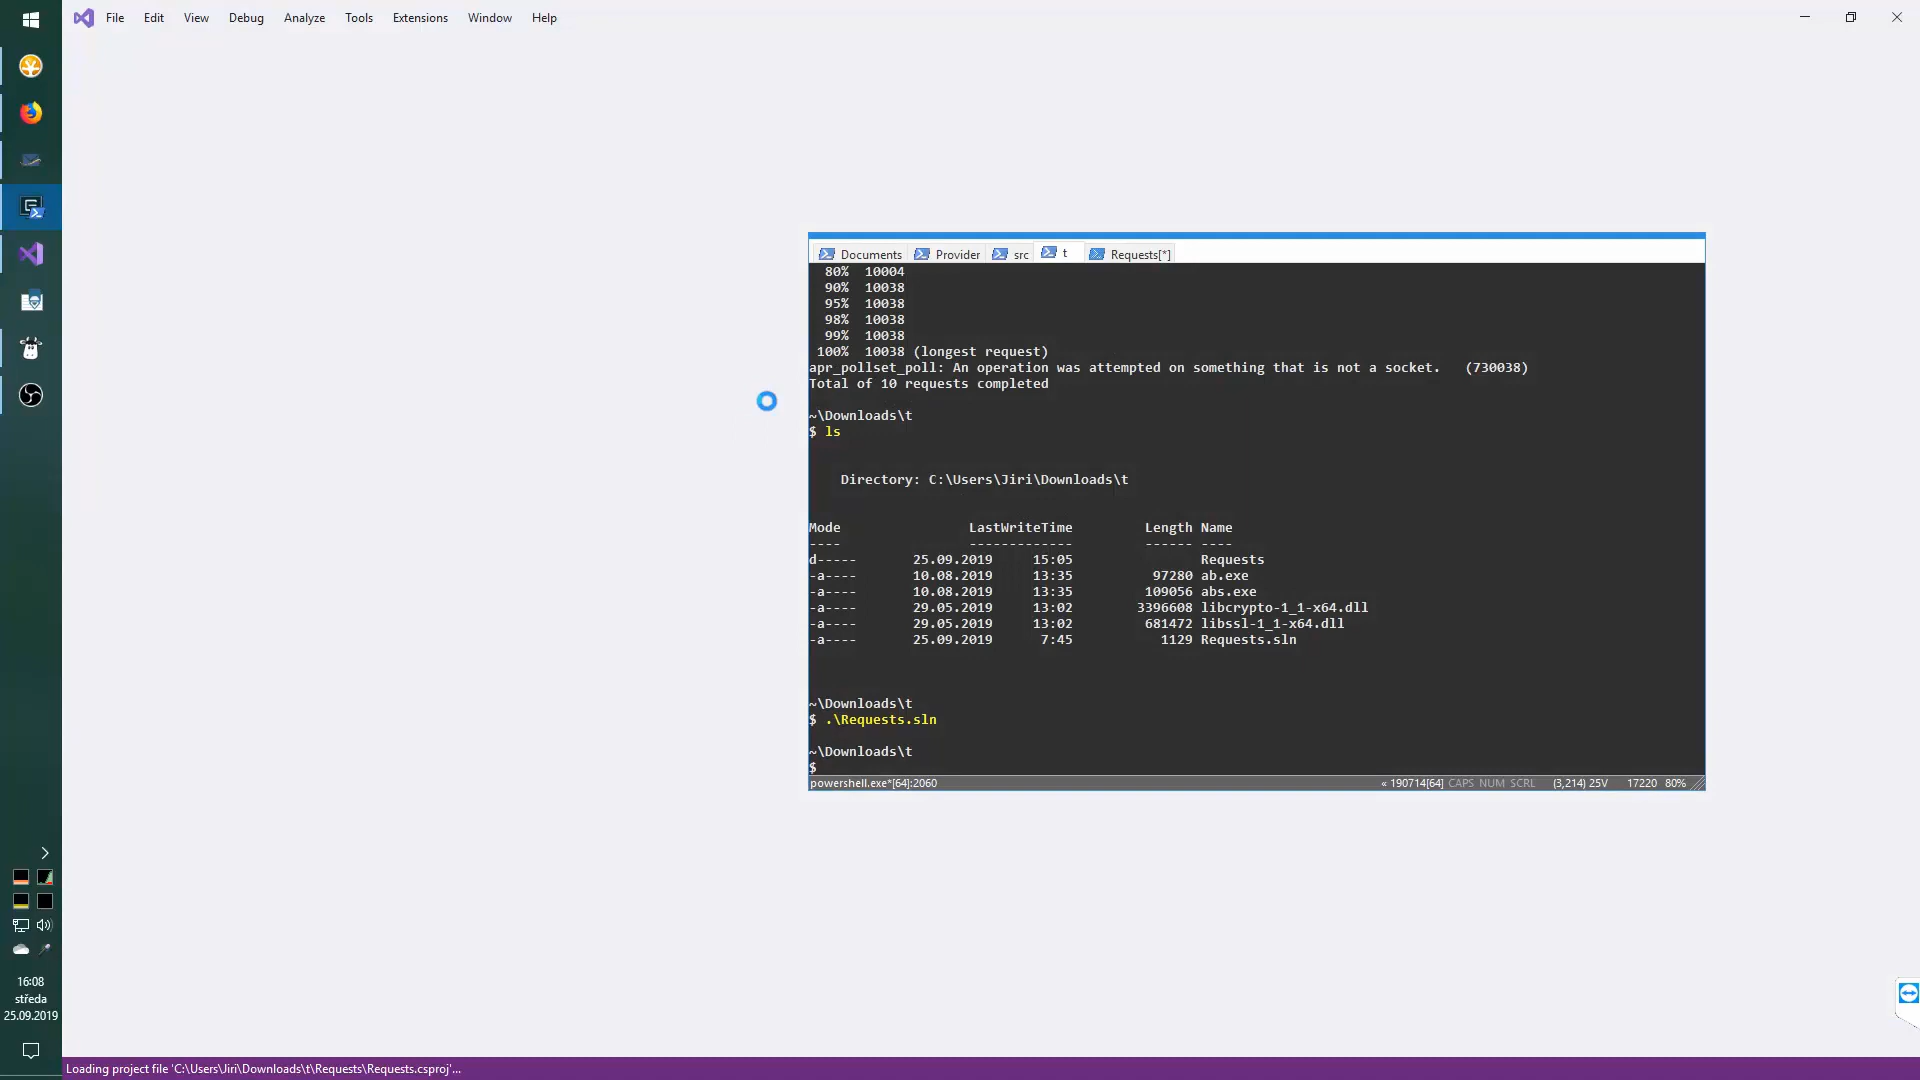 File Edit View Debug Analyze Tools Extensions Window Help
Documents Provider src t Requests[*]
80% 10004
90% 10038
95% 10038
98% 10038
99% 10038
100% 10038 (longest request)
apr_pollset_poll: An operation was attempted on something that is not a socket. (730038)
Total of 10 requests completed
~\Downloads\t
$ ls
Directory: C:\Users\Jiri\Downloads\t
Mode LastWriteTime Length Name
---- ------------- ------ ----
d----- 25.09.2019 15:05 Requests
-a---- 10.08.2019 13:35 97280 ab.exe
-a---- 10.08.2019 13:35 109056 abs.exe
-a---- 29.05.2019 13:02 3396608 libcrypto-1_1-x64.dll
-a---- 29.05.2019 13:02 681472 libssl-1_1-x64.dll
-a---- 25.09.2019 7:45 1129 Requests.sln
~\Downloads\t
$ .\Requests.sln
~\Downloads\t
$
powershell.exe*[64]:2060 « 190714[64] CAPS NUM SCRL (3,214) 25V 17220 80%
16:08
středa
25.09.2019
Loading project file 'C:\Users\Jiri\Downloads\t\Requests\Requests.csproj'...